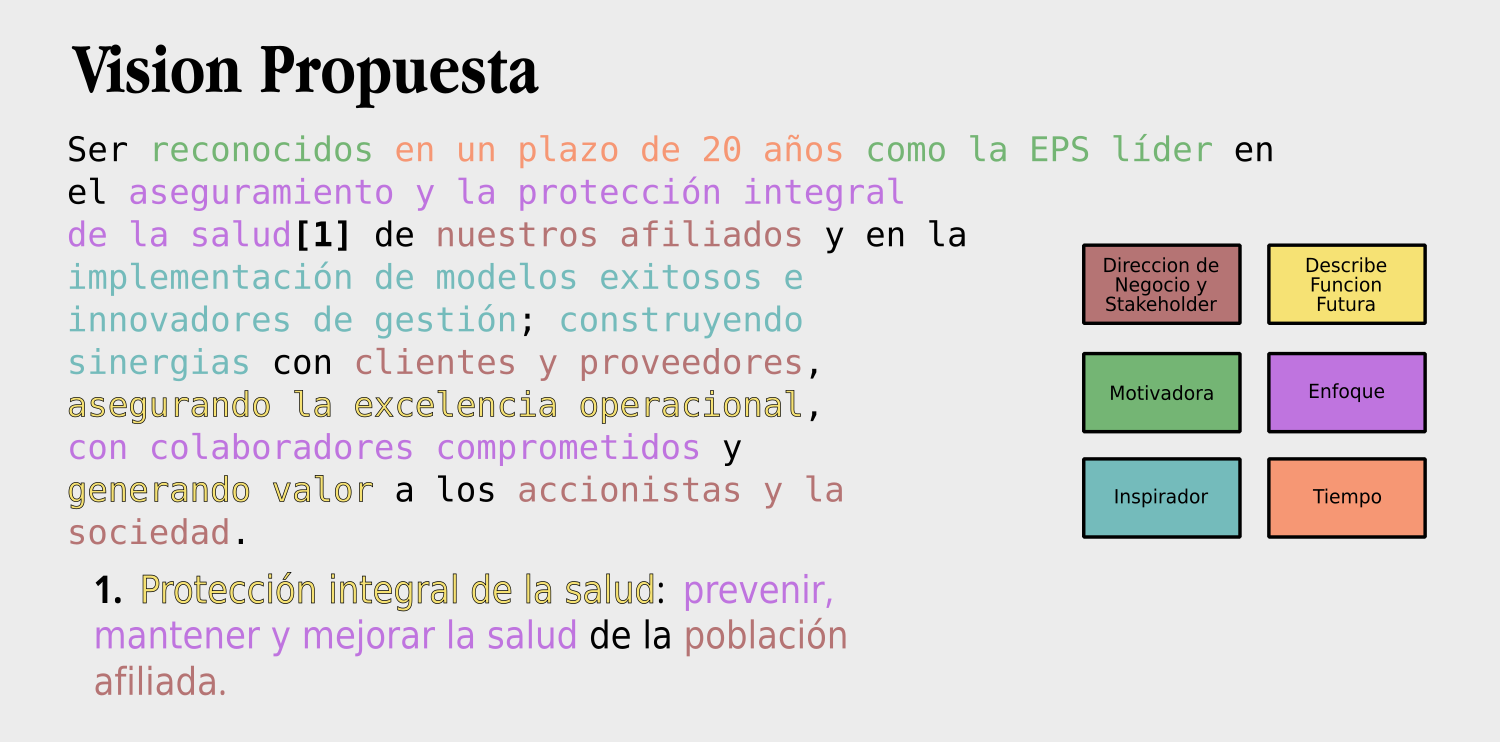 Vision Propuesta
Ser reconocidos en un plazo de 20 años como la EPS líder en
el aseguramiento y la protección integral
de la salud[1] de nuestros afiliados y en la
implementación de modelos exitosos e
innovadores de gestión; construyendo
sinergias con clientes y proveedores,
asegurando la excelencia operacional,
con colaboradores comprometidos y
generando valor a los accionistas y la
sociedad.
1. Protección integral de la salud: prevenir,
mantener y mejorar la salud de la población
afiliada.
Direccion de
Negocio y
Stakeholder
Describe
Funcion
Futura
Motivadora
Enfoque
Inspirador
Tiempo